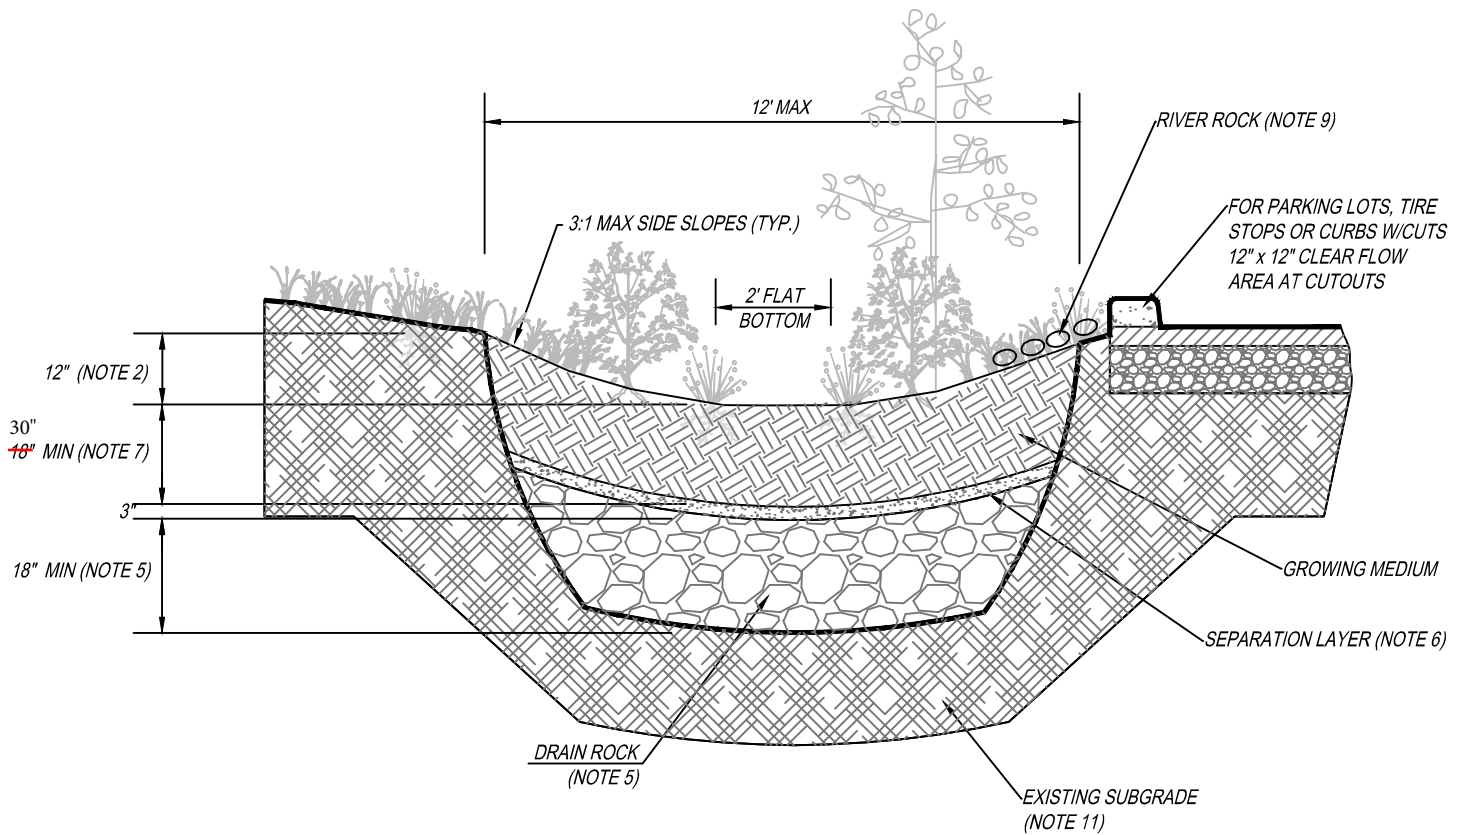 12' MAX
RIVER ROCK (NOTE 9)
FOR PARKING LOTS, TIRE
STOPS OR CURBS W/CUTS
12" x 12" CLEAR FLOW
AREA AT CUTOUTS
3:1 MAX SIDE SLOPES (TYP.)
2' FLAT
BOTTOM
12" (NOTE 2)
30"
18" MIN (NOTE 7)
3"
18" MIN (NOTE 5)
GROWING MEDIUM
SEPARATION LAYER (NOTE 6)
DRAIN ROCK
(NOTE 5)
EXISTING SUBGRADE
(NOTE 11)